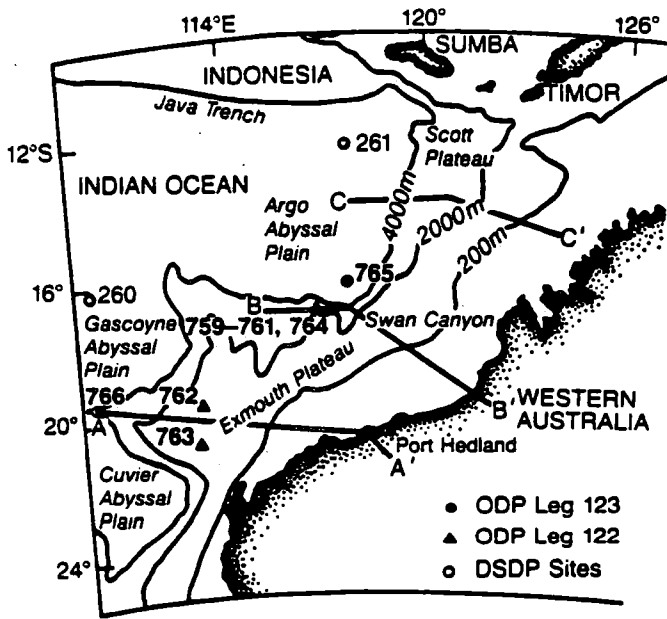 114°E
120°
126°
SUMBA
INDONESIA
TIMOR
Java Trench
Scott
Plateau
261
12°S
INDIAN OCEAN
C
4000m
Argo
Abyssal
Plain
2000m
200m
C'
765
16°
260
B
Gascoyne
Abyssal
Plain
759-761, 764
Swan Canyon
766
762
Exmouth Plateau
WESTERN
AUSTRALIA
B'
A
20°
763
Port Hedland
A'
Cuvier
Abyssal
Plain
ODP Leg 123
ODP Leg 122
DSDP Sites
24°